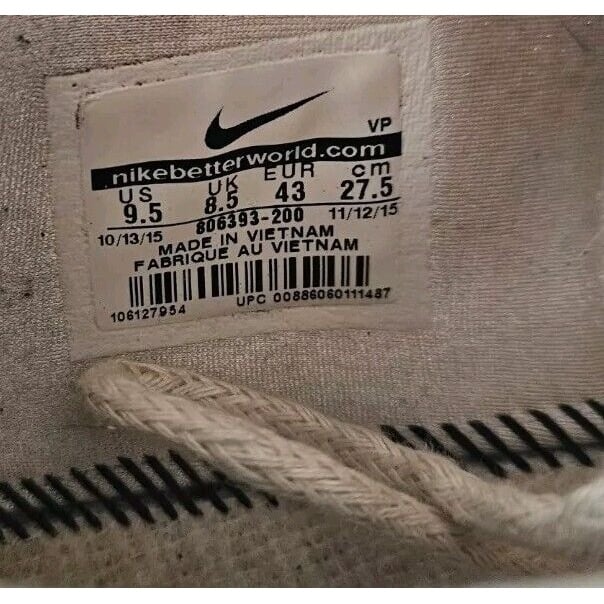 VP
nikebetterworld.com
US UK EUR cm
9.5 8.5 43 27.5
10/13/15 806393-200 11/12/15
MADE IN VIETNAM
FABRIQUE AU VIETNAM
106127954 UPC 00886060111487